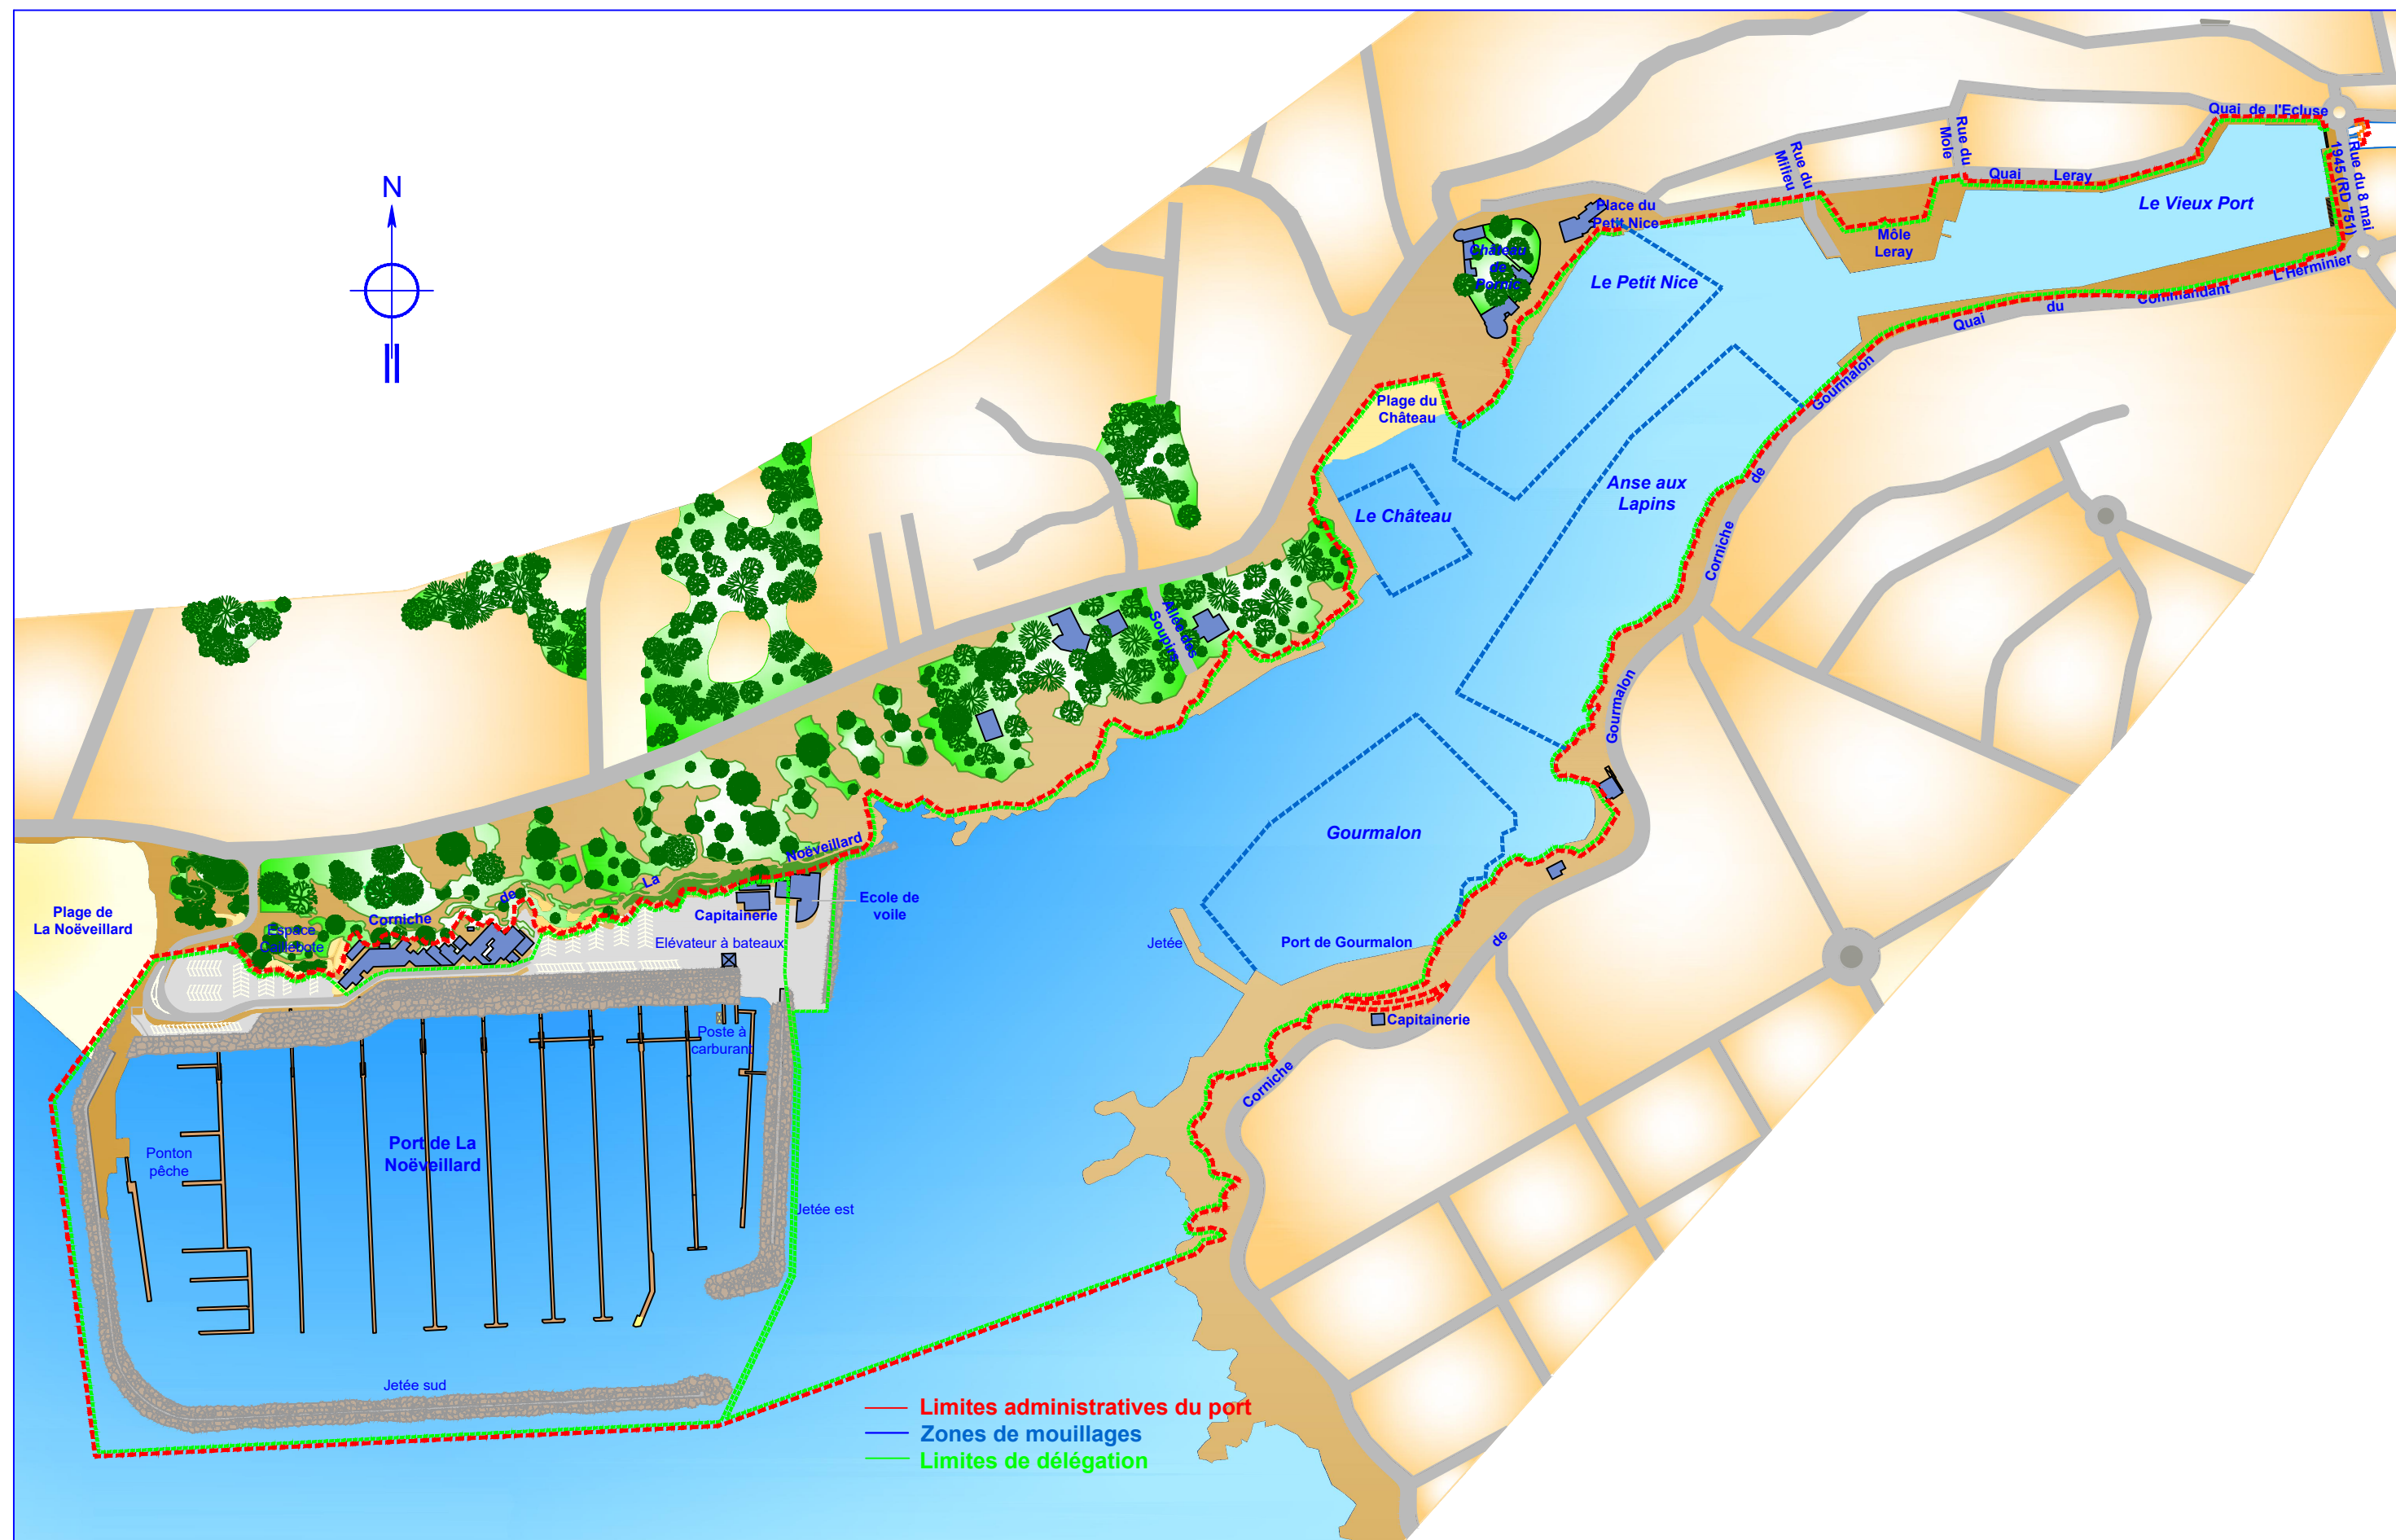 N
Quai de l'Ecluse
Rue du 8 mai
1945 (RD 751)
Rue du
Mole
Rue du
Milieu
Quai Leray
Le Vieux Port
Place du
Petit Nice
Môle
Leray
Château
de
Pornic
Le Petit Nice
Quai du Commandant L'Herminier
Plage du
Château
Corniche de Gourmalon
Anse aux
Lapins
Le Château
Allée des
Soupirs
Corniche de Gourmalon
Gourmalon
Corniche de La Noëveillard
Plage de
La Noëveillard
Espace
Caillebote
Capitainerie
Ecole de
voile
Elévateur à bateaux
Jetée
Port de Gourmalon
Capitainerie
Poste à
carburant
Ponton
pêche
Port de La
Noëveillard
Jetée est
Jetée sud
Limites administratives du port
Zones de mouillages
Limites de délégation